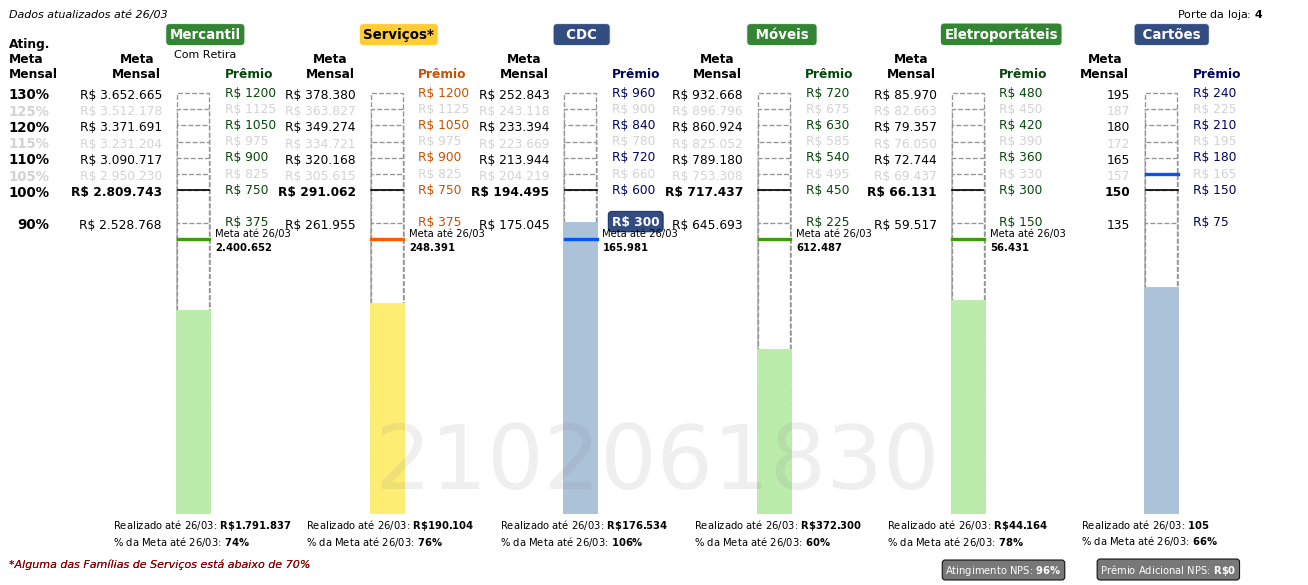 Dados atualizados até 26/03
Porte da loja: 4
Mercantil Serviços* CDC Móveis Eletroportáteis Cartões
Com Retira
Ating. Meta Mensal
Meta Mensal Prêmio Meta Mensal Prêmio Meta Mensal Prêmio Meta Mensal Prêmio Meta Mensal Prêmio Meta Mensal Prêmio
130% R$ 3.652.665 R$ 1200 R$ 378.380 R$ 1200 R$ 252.843 R$ 960 R$ 932.668 R$ 720 R$ 85.970 R$ 480 195 R$ 240
125% R$ 3.512.178 R$ 1125 R$ 363.827 R$ 1125 R$ 243.118 R$ 900 R$ 896.796 R$ 675 R$ 82.663 R$ 450 187 R$ 225
120% R$ 3.371.691 R$ 1050 R$ 349.274 R$ 1050 R$ 233.394 R$ 840 R$ 860.924 R$ 630 R$ 79.357 R$ 420 180 R$ 210
115% R$ 3.231.204 R$ 975 R$ 334.721 R$ 975 R$ 223.669 R$ 780 R$ 825.052 R$ 585 R$ 76.050 R$ 390 172 R$ 195
110% R$ 3.090.717 R$ 900 R$ 320.168 R$ 900 R$ 213.944 R$ 720 R$ 789.180 R$ 540 R$ 72.744 R$ 360 165 R$ 180
105% R$ 2.950.230 R$ 825 R$ 305.615 R$ 825 R$ 204.219 R$ 660 R$ 753.308 R$ 495 R$ 69.437 R$ 330 157 R$ 165
100% R$ 2.809.743 R$ 750 R$ 291.062 R$ 750 R$ 194.495 R$ 600 R$ 717.437 R$ 450 R$ 66.131 R$ 300 150 R$ 150
90% R$ 2.528.768 R$ 375 R$ 261.955 R$ 375 R$ 175.045 R$ 300 R$ 645.693 R$ 225 R$ 59.517 R$ 150 135 R$ 75
Meta até 26/03 Meta até 26/03 Meta até 26/03 Meta até 26/03 Meta até 26/03
2.400.652 248.391 165.981 612.487 56.431
2102061830
Realizado até 26/03: R$1.791.837 Realizado até 26/03: R$190.104 Realizado até 26/03: R$176.534 Realizado até 26/03: R$372.300 Realizado até 26/03: R$44.164 Realizado até 26/03: 105
% da Meta até 26/03: 74% % da Meta até 26/03: 76% % da Meta até 26/03: 106% % da Meta até 26/03: 60% % da Meta até 26/03: 78% % da Meta até 26/03: 66%
*Alguma das Famílias de Serviços está abaixo de 70%
Atingimento NPS: 96% Prêmio Adicional NPS: R$0